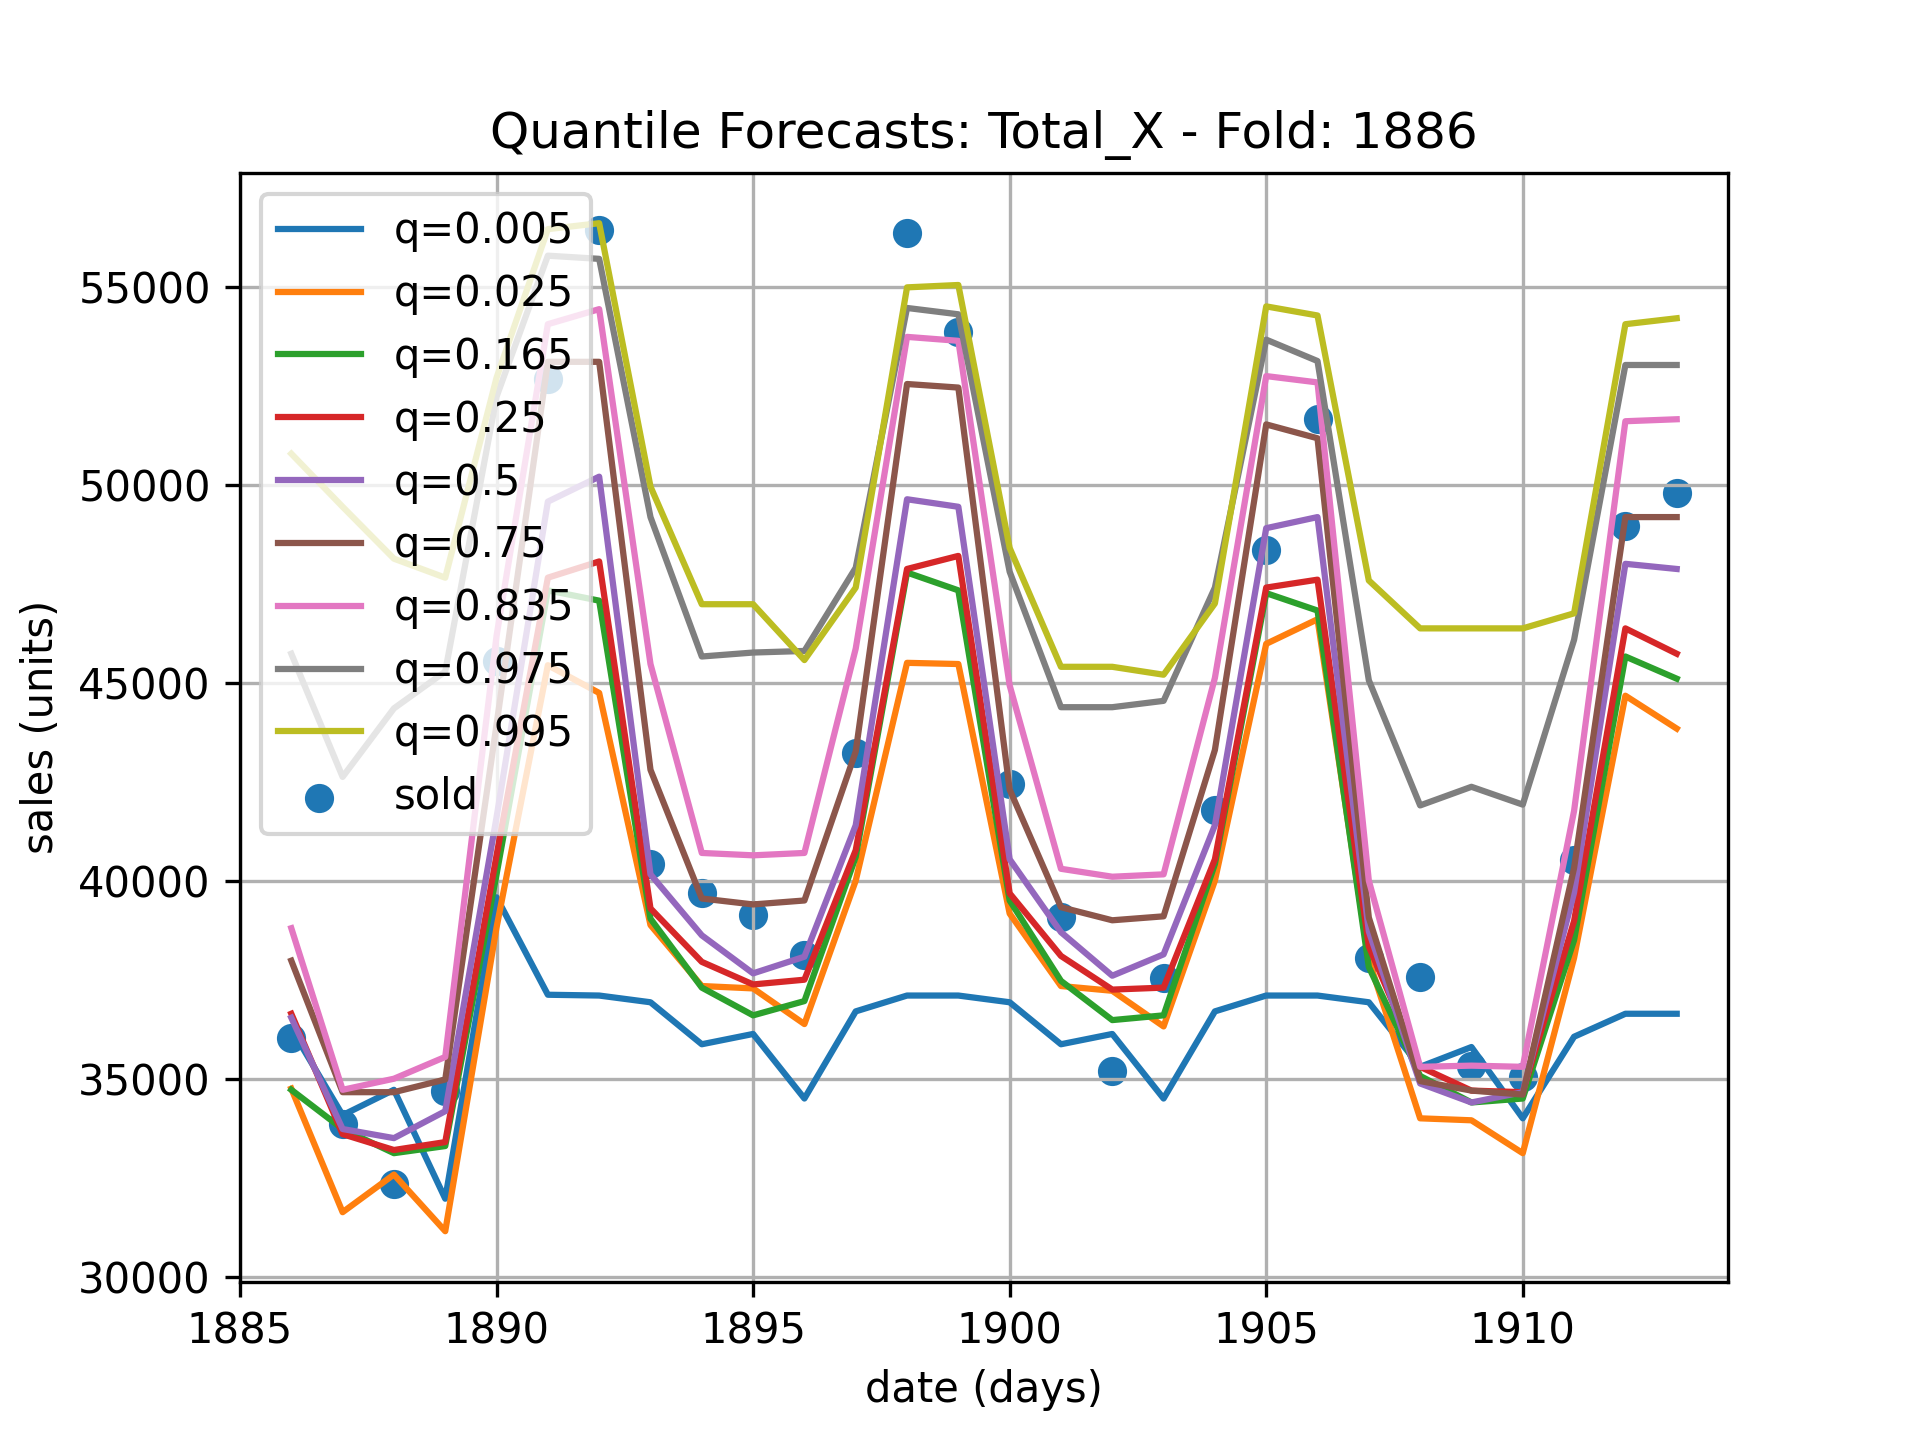 Quantile Forecasts: Total_X - Fold: 1886
q=0.005
q=0.025
q=0.165
q=0.25
q=0.5
q=0.75
q=0.835
q=0.975
q=0.995
sold
sales (units)
55000
50000
45000
40000
35000
30000
1885 1890 1895 1900 1905 1910
date (days)